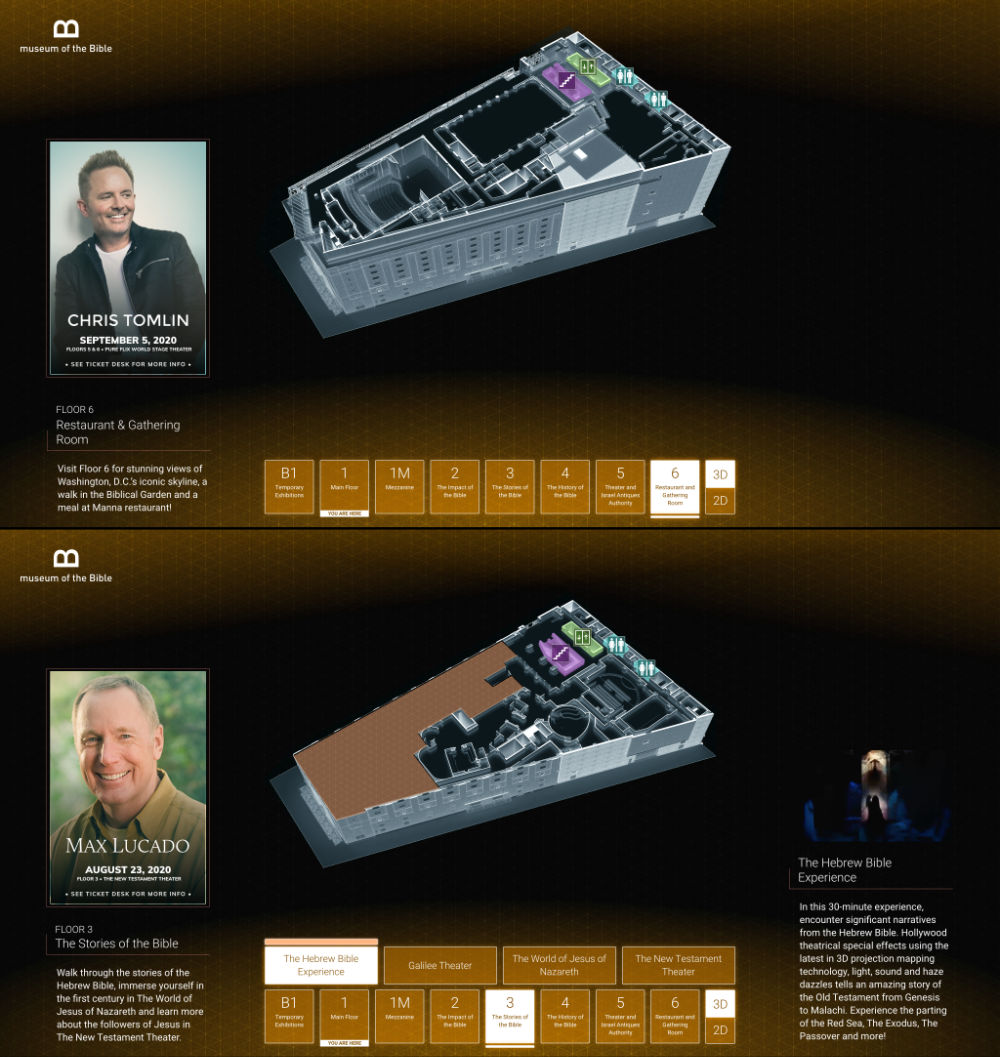 B
museum of the Bible
CHRIS TOMLIN
SEPTEMBER 5, 2020
FLOORS 5 & 6 • PURE FLIX WORLD STAGE THEATER
• SEE TICKET DESK FOR MORE INFO •
FLOOR 6
Restaurant & Gathering
Room
Visit Floor 6 for stunning views of
Washington, D.C.'s iconic skyline, a
walk in the Biblical Garden and a
meal at Manna restaurant!
B1
Temporary
Exhibitions
1
Main Floor
YOU ARE HERE
1M
Mezzanine
2
The Impact of
the Bible
3
The Stories of
the Bible
4
The History of
the Bible
5
Theater and
Israel Antiques
Authority
6
Restaurant and
Gathering
Room
3D
2D
B
museum of the Bible
MAX LUCADO
AUGUST 23, 2020
FLOOR 3 • THE NEW TESTAMENT THEATER
• SEE TICKET DESK FOR MORE INFO •
FLOOR 3
The Stories of the Bible
Walk through the stories of the
Hebrew Bible, immerse yourself in
the first century in The World of
Jesus of Nazareth and learn more
about the followers of Jesus in
The New Testament Theater.
The Hebrew Bible
Experience
Galilee Theater
The World of Jesus of
Nazareth
The New Testament
Theater
B1
Temporary
Exhibitions
1
Main Floor
YOU ARE HERE
1M
Mezzanine
2
The Impact of
the Bible
3
The Stories of
the Bible
4
The History of
the Bible
5
Theater and
Israel Antiques
Authority
6
Restaurant and
Gathering
Room
3D
2D
The Hebrew Bible
Experience
In this 30-minute experience,
encounter significant narratives
from the Hebrew Bible. Hollywood
theatrical special effects using the
latest in 3D projection mapping
technology, light, sound and haze
dazzles tells an amazing story of
the Old Testament from Genesis
to Malachi. Experience the parting
of the Red Sea, The Exodus, The
Passover and more!